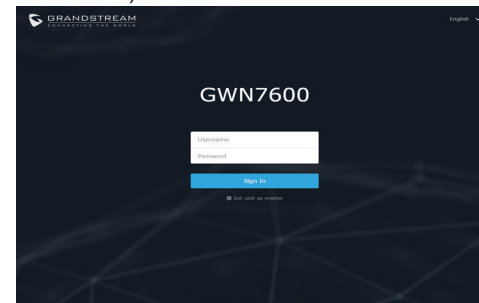 GRANDSTREAM
CONNECTING THE WORLD
English
GWN7600
Username
Password
Sign In
Set unit as master